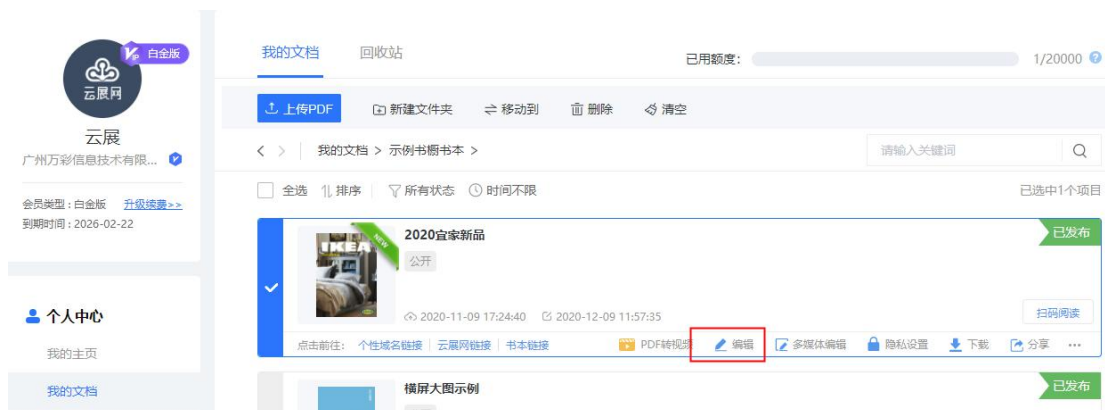 白金版
云展网
云展
广州万彩信息技术有限...
会员类型：白金版 升级续费>>
到期时间：2026-02-22
个人中心
我的主页
我的文档
我的文档 回收站 已用额度： 1/20000
上传PDF 新建文件夹 移动到 删除 清空
< > 我的文档 > 示例书橱书本 > 请输入关键词
全选 排序 所有状态 时间不限 已选中1个项目
IKEA
NEW
2020宜家新品 已发布
公开
2020-11-09 17:24:40 2020-12-09 11:57:35 扫码阅读
点击前往： 个性域名链接 云展网链接 书本链接 PDF转视频 编辑 多媒体编辑 隐私设置 下载 分享 ...
横屏大图示例 已发布